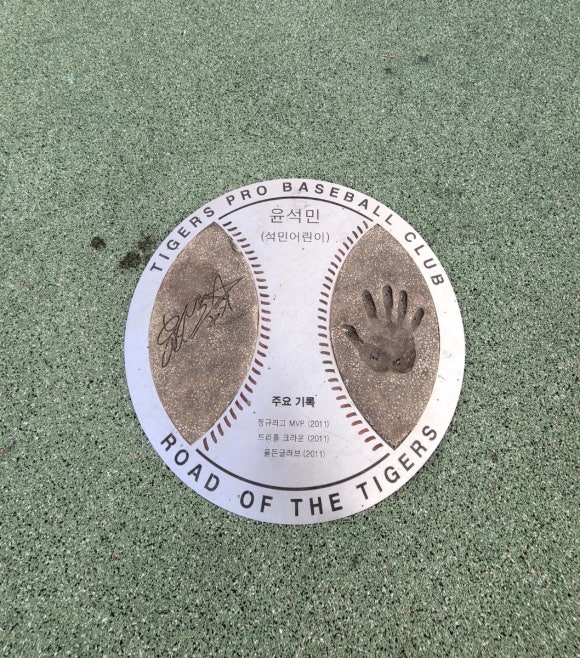 TIGERS PRO BASEBALL CLUB
윤석민
(석민어린이)
주요 기록
정규리그 MVP (2011)
트리플 크라운 (2011)
골든글러브 (2011)
ROAD OF THE TIGERS